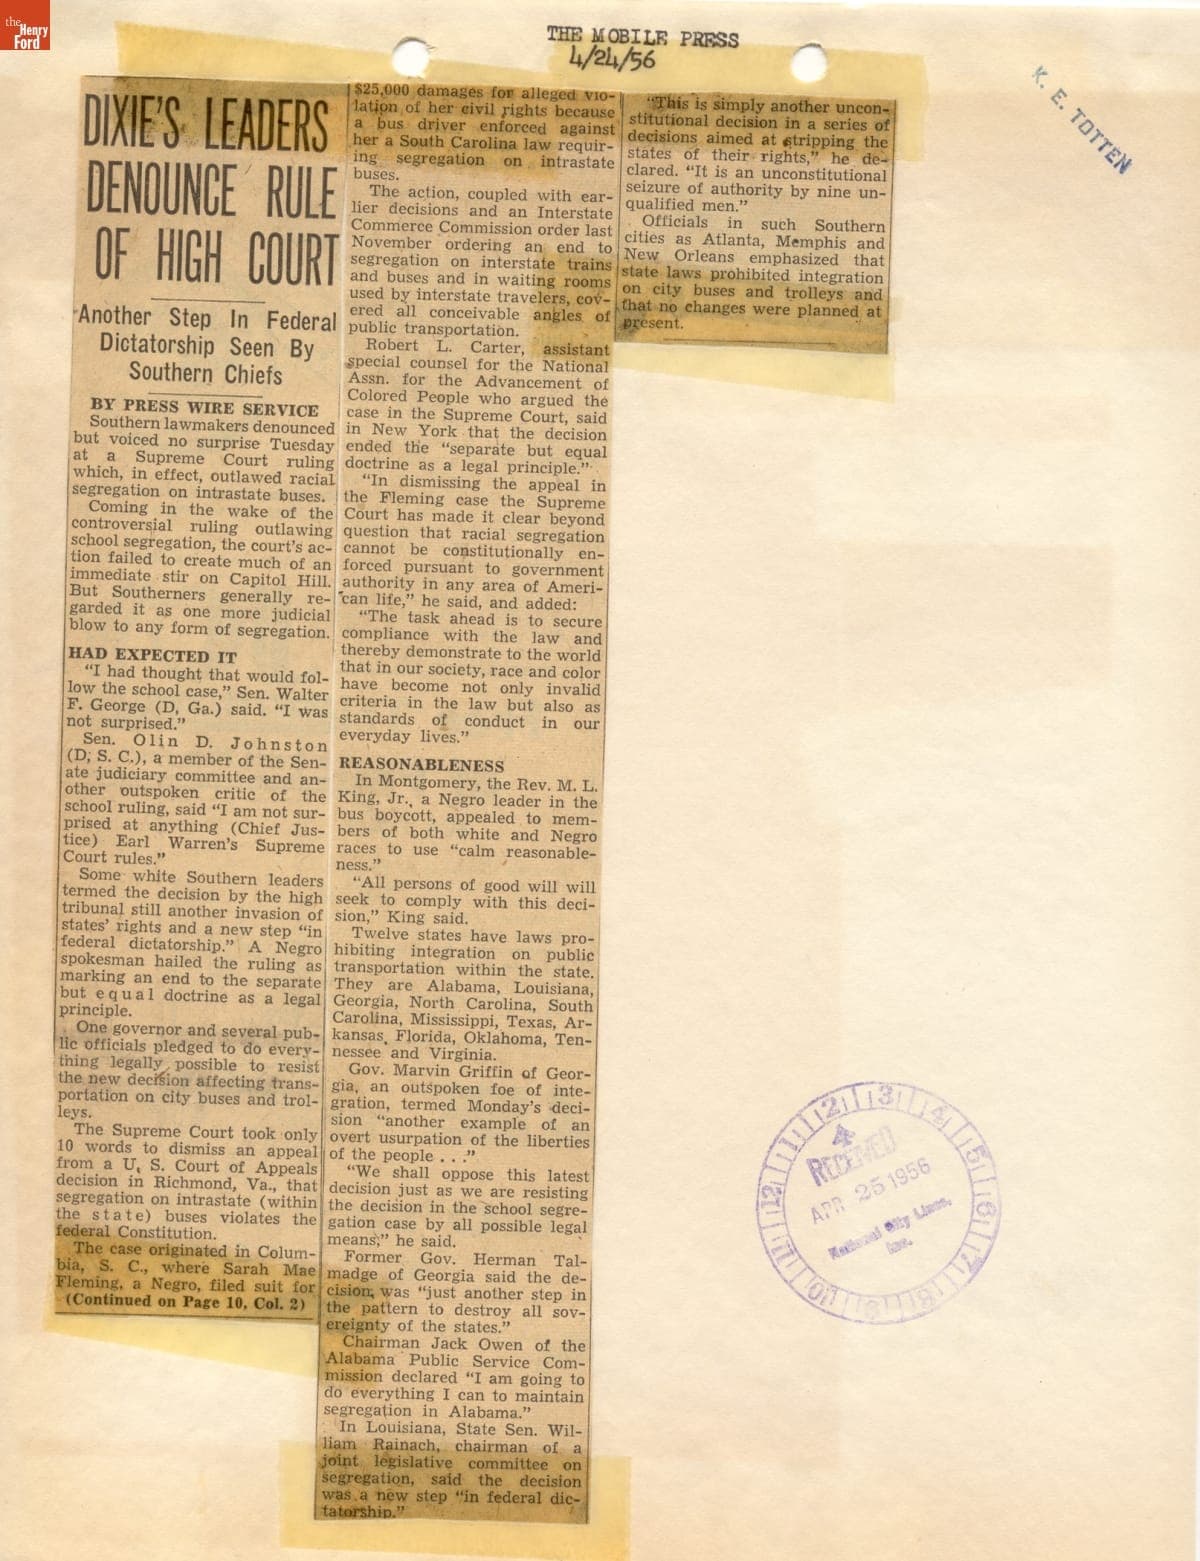 the
Henry
Ford
THE MOBILE PRESS
4/24/56
K. E. TOTTEN
DIXIE'S LEADERS
DENOUNCE RULE
OF HIGH COURT
Another Step In Federal
Dictatorship Seen By
Southern Chiefs
BY PRESS WIRE SERVICE
Southern lawmakers denounced
but voiced no surprise Tuesday
at a Supreme Court ruling
which, in effect, outlawed racial
segregation on intrastate buses.
Coming in the wake of the
controversial ruling outlawing
school segregation, the court's ac-
tion failed to create much of an
immediate stir on Capitol Hill.
But Southerners generally re-
garded it as one more judicial
blow to any form of segregation.
HAD EXPECTED IT
"I had thought that would fol-
low the school case," Sen. Walter
F. George (D, Ga.) said. "I was
not surprised."
Sen. Olin D. Johnston
(D, S. C.), a member of the Sen-
ate judiciary committee and an-
other outspoken critic of the
school ruling, said "I am not sur-
prised at anything (Chief Jus-
tice) Earl Warren's Supreme
Court rules."
Some white Southern leaders
termed the decision by the high
tribunal still another invasion of
states' rights and a new step "in
federal dictatorship." A Negro
spokesman hailed the ruling as
marking an end to the separate
but equal doctrine as a legal
principle.
One governor and several pub-
lic officials pledged to do every-
thing legally possible to resist
the new decision affecting trans-
portation on city buses and trol-
leys.
The Supreme Court took only
10 words to dismiss an appeal
from a U. S. Court of Appeals
decision in Richmond, Va., that
segregation on intrastate (within
the state) buses violates the
federal Constitution.
The case originated in Colum-
bia, S. C., where Sarah Mae
Fleming, a Negro, filed suit for
(Continued on Page 10, Col. 2)
$25,000 damages for alleged vio-
lation of her civil rights because
a bus driver enforced against
her a South Carolina law requir-
ing segregation on intrastate
buses.
The action, coupled with ear-
lier decisions and an Interstate
Commerce Commission order last
November ordering an end to
segregation on interstate trains
and buses and in waiting rooms
used by interstate travelers, cov-
ered all conceivable angles of
public transportation.
Robert L. Carter, assistant
special counsel for the National
Assn. for the Advancement of
Colored People who argued the
case in the Supreme Court, said
in New York that the decision
ended the "separate but equal
doctrine as a legal principle."
"In dismissing the appeal in
the Fleming case the Supreme
Court has made it clear beyond
question that racial segregation
cannot be constitutionally en-
forced pursuant to government
authority in any area of Ameri-
can life," he said, and added:
"The task ahead is to secure
compliance with the law and
thereby demonstrate to the world
that in our society, race and color
have become not only invalid
criteria in the law but also as
standards of conduct in our
everyday lives."
REASONABLENESS
In Montgomery, the Rev. M. L.
King, Jr., a Negro leader in the
bus boycott, appealed to mem-
bers of both white and Negro
races to use "calm reasonable-
ness."
"All persons of good will will
seek to comply with this deci-
sion," King said.
Twelve states have laws pro-
hibiting integration on public
transportation within the state.
They are Alabama, Louisiana,
Georgia, North Carolina, South
Carolina, Mississippi, Texas, Ar-
kansas, Florida, Oklahoma, Ten-
nessee and Virginia.
Gov. Marvin Griffin of Geor-
gia, an outspoken foe of inte-
gration, termed Monday's deci-
sion "another example of an
overt usurpation of the liberties
of the people . . ."
"We shall oppose this latest
decision just as we are resisting
the decision in the school segre-
gation case by all possible legal
means," he said.
Former Gov. Herman Tal-
madge of Georgia said the de-
cision was "just another step in
the pattern to destroy all sov-
ereignty of the states."
Chairman Jack Owen of the
Alabama Public Service Com-
mission declared "I am going to
do everything I can to maintain
segregation in Alabama."
In Louisiana, State Sen. Wil-
liam Rainach, chairman of a
joint legislative committee on
segregation, said the decision
was a new step "in federal dic-
tatorship."
"This is simply another uncon-
stitutional decision in a series of
decisions aimed at stripping the
states of their rights," he de-
clared. "It is an unconstitutional
seizure of authority by nine un-
qualified men."
Officials in such Southern
cities as Atlanta, Memphis and
New Orleans emphasized that
state laws prohibited integration
on city buses and trolleys and
that no changes were planned at
present.
12 1 2 3 4 5 6 7 8 9 10 11
4
RECEIVED
APR 25 1956
National City Lines,
Inc.